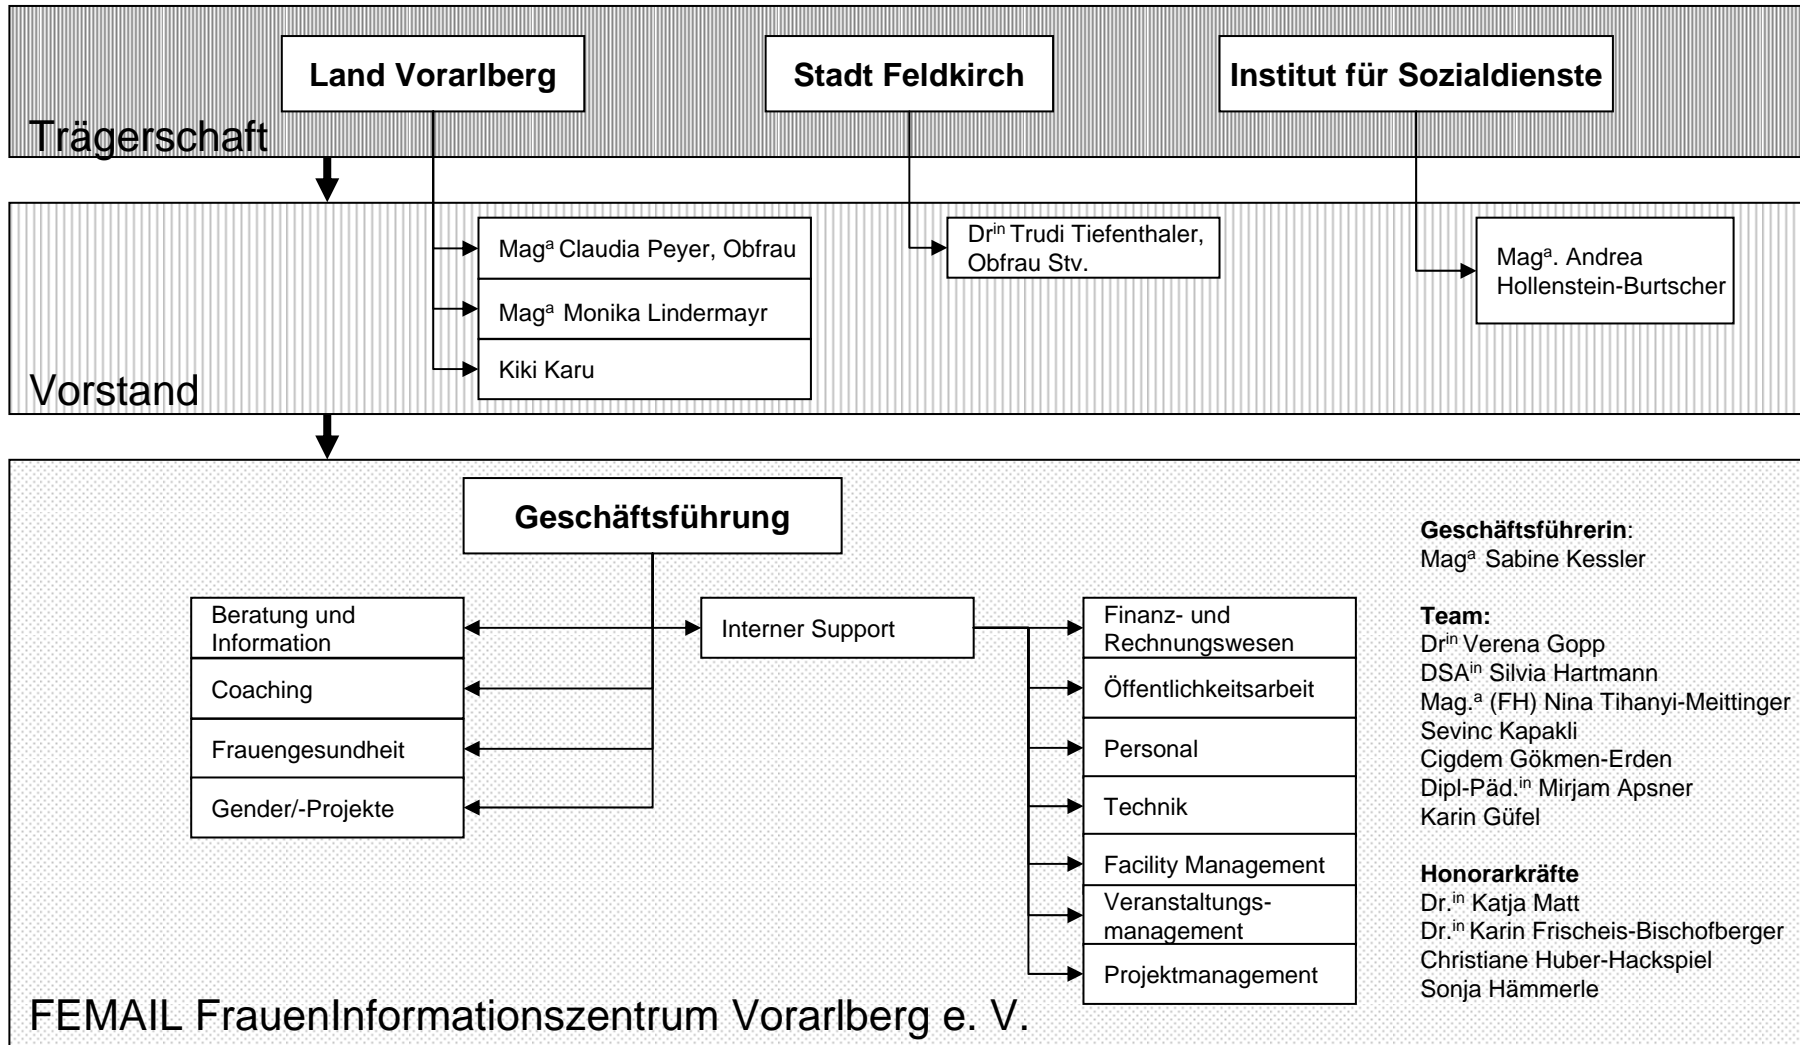 Land Vorarlberg
Stadt Feldkirch
Institut für Sozialdienste
Trägerschaft
Magᵃ Claudia Peyer, Obfrau
Magᵃ Monika Lindermayr
Kiki Karu
Drⁱⁿ Trudi Tiefenthaler,
Obfrau Stv.
Magᵃ. Andrea
Hollenstein-Burtscher
Vorstand
Geschäftsführung
Beratung und
Information
Coaching
Frauengesundheit
Gender/-Projekte
Interner Support
Finanz- und
Rechnungswesen
Öffentlichkeitsarbeit
Personal
Technik
Facility Management
Veranstaltungs-
management
Projektmanagement
Geschäftsführerin:
Magᵃ Sabine Kessler
Team:
Drⁱⁿ Verena Gopp
DSAⁱⁿ Silvia Hartmann
Mag.ᵃ (FH) Nina Tihanyi-Meittinger
Sevinc Kapakli
Cigdem Gökmen-Erden
Dipl-Päd.ⁱⁿ Mirjam Apsner
Karin Güfel
Honorarkräfte
Dr.ⁱⁿ Katja Matt
Dr.ⁱⁿ Karin Frischeis-Bischofberger
Christiane Huber-Hackspiel
Sonja Hämmerle
FEMAIL FrauenInformationszentrum Vorarlberg e. V.